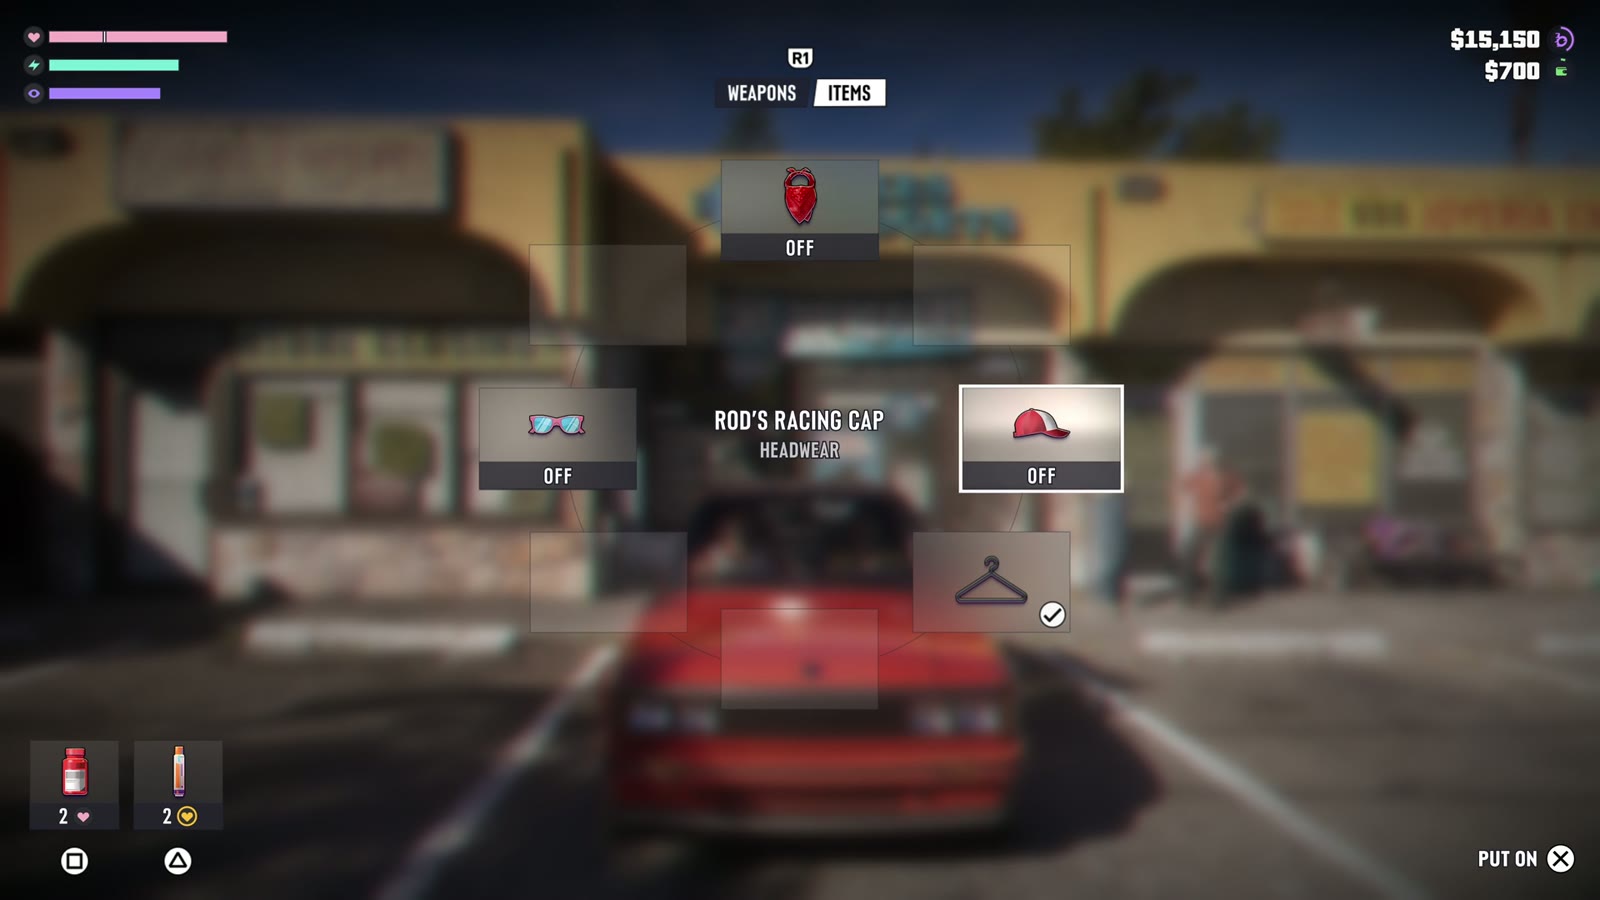 $15,150
$700
R1
WEAPONS
ITEMS
OFF
ROD'S RACING CAP
HEADWEAR
OFF
OFF
2
2
PUT ON